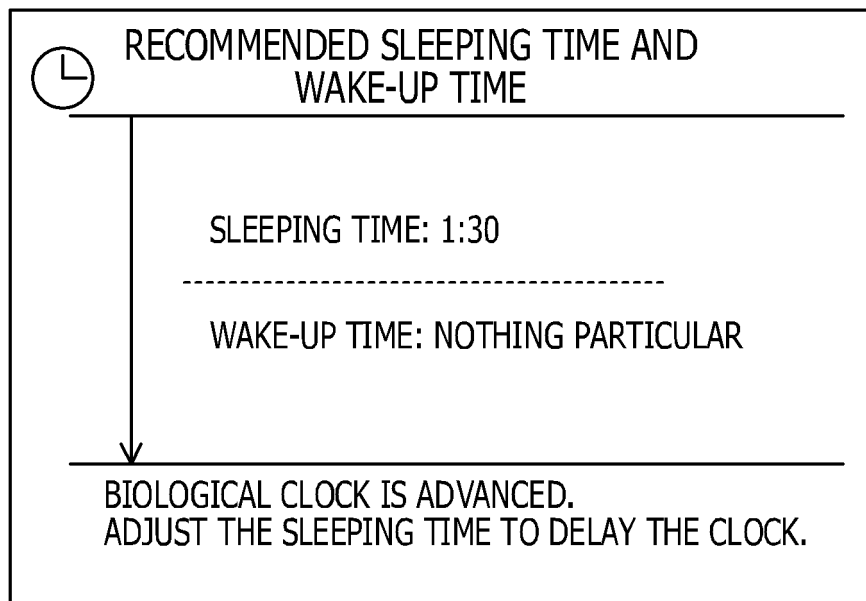 RECOMMENDED SLEEPING TIME AND
WAKE-UP TIME
SLEEPING TIME: 1:30
WAKE-UP TIME: NOTHING PARTICULAR
BIOLOGICAL CLOCK IS ADVANCED.
ADJUST THE SLEEPING TIME TO DELAY THE CLOCK.